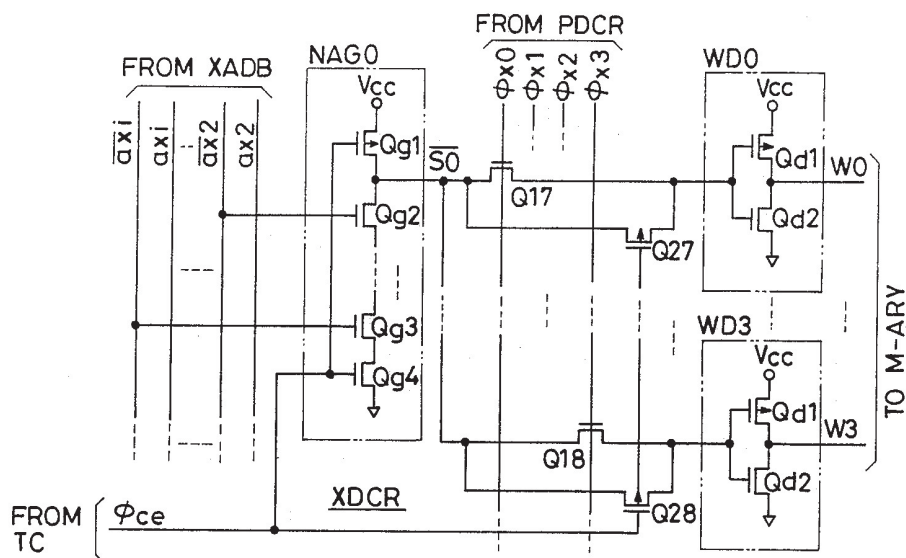 FROM PDCR
FROM XADB
NAG0
Vcc
φx0
φx1
φx2
φx3
WD0
Vcc
axi
axi
ax2
ax2
Qg1
S0
Q17
Qd1
W0
Qg2
Q27
Qd2
Qg3
WD3
Vcc
Qg4
Qd1
TO M-ARY
Q18
W3
Qd2
XDCR
Q28
FROM
TC
φce